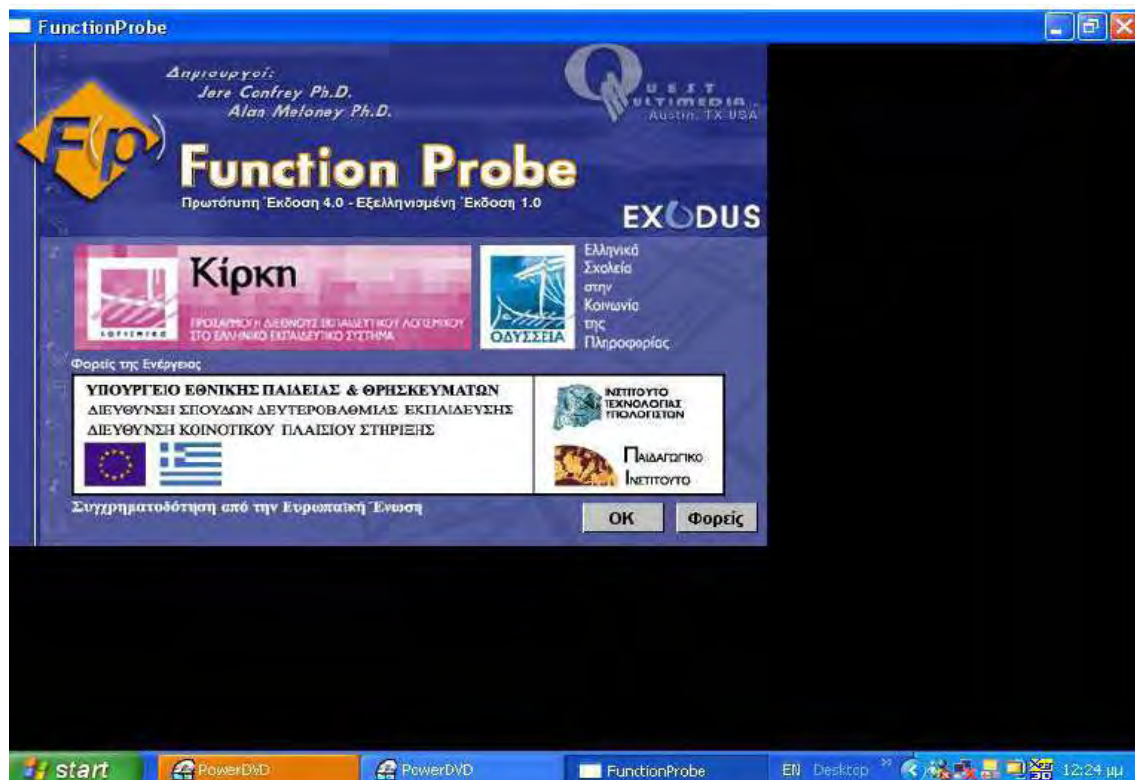 FunctionProbe
Δημιουργοί:
Jere Confrey Ph.D.
Alan Maloney Ph.D.
QUEST
MULTIMEDIA
Austin, TX USA
F(p)
Function Probe
Πρωτότυπη Έκδοση 4.0 - Εξελληνισμένη Έκδοση 1.0
EXODUS
Κίρκη
ΛΟΓΙΣΜΙΚΟ
ΠΡΟΣΑΡΜΟΓΗ ΔΙΕΘΝΟΥΣ ΕΚΠΑΙΔΕΥΤΙΚΟΥ ΛΟΓΙΣΜΙΚΟΥ
ΣΤΟ ΕΛΛΗΝΙΚΟ ΕΚΠΑΙΔΕΥΤΙΚΟ ΣΥΣΤΗΜΑ
ΟΔΥΣΣΕΙΑ
Ελληνικά
Σχολεία
στην
Κοινωνία
της
Πληροφορίας
Φορείς της Ενέργειας
ΥΠΟΥΡΓΕΙΟ ΕΘΝΙΚΗΣ ΠΑΙΔΕΙΑΣ & ΘΡΗΣΚΕΥΜΑΤΩΝ
ΔΙΕΥΘΥΝΣΗ ΣΠΟΥΔΩΝ ΔΕΥΤΕΡΟΒΑΘΜΙΑΣ ΕΚΠΑΙΔΕΥΣΗΣ
ΔΙΕΥΘΥΝΣΗ ΚΟΙΝΟΤΙΚΟΥ ΠΛΑΙΣΙΟΥ ΣΤΗΡΙΞΗΣ
ΙΝΣΤΙΤΟΥΤΟ
ΤΕΧΝΟΛΟΓΙΑΣ
ΥΠΟΛΟΓΙΣΤΩΝ
ΠΑΙΔΑΓΩΓΙΚΟ
ΙΝΣΤΙΤΟΥΤΟ
Συγχρηματοδότηση από την Ευρωπαϊκή Ένωση
OK
Φορείς
start
PowerDVD
PowerDVD
FunctionProbe
EN
Desktop
12:24 μμ